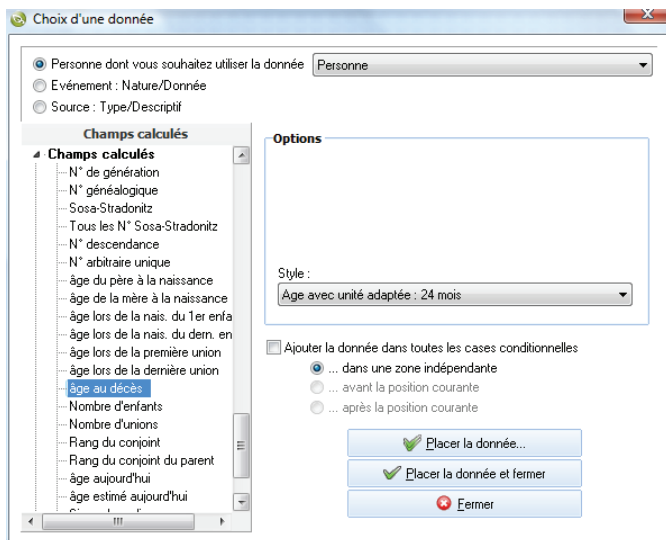 Choix d'une donnée
Personne dont vous souhaitez utiliser la donnée
Personne
Evénement : Nature/Donnée
Source : Type/Descriptif
Champs calculés
Champs calculés
N° de génération
N° généalogique
Sosa-Stradonitz
Tous les N° Sosa-Stradonitz
N° descendance
N° arbitraire unique
âge du père à la naissance
âge de la mère à la naissance
âge lors de la nais. du 1er enfa
âge lors de la nais. du dern. en
âge lors de la première union
âge lors de la dernière union
âge au décès
Nombre d'enfants
Nombre d'unions
Rang du conjoint
Rang du conjoint du parent
âge aujourd'hui
âge estimé aujourd'hui
Options
Style :
Age avec unité adaptée : 24 mois
Ajouter la donnée dans toutes les cases conditionnelles
... dans une zone indépendante
... avant la position courante
... après la position courante
Placer la donnée...
Placer la donnée et fermer
Fermer